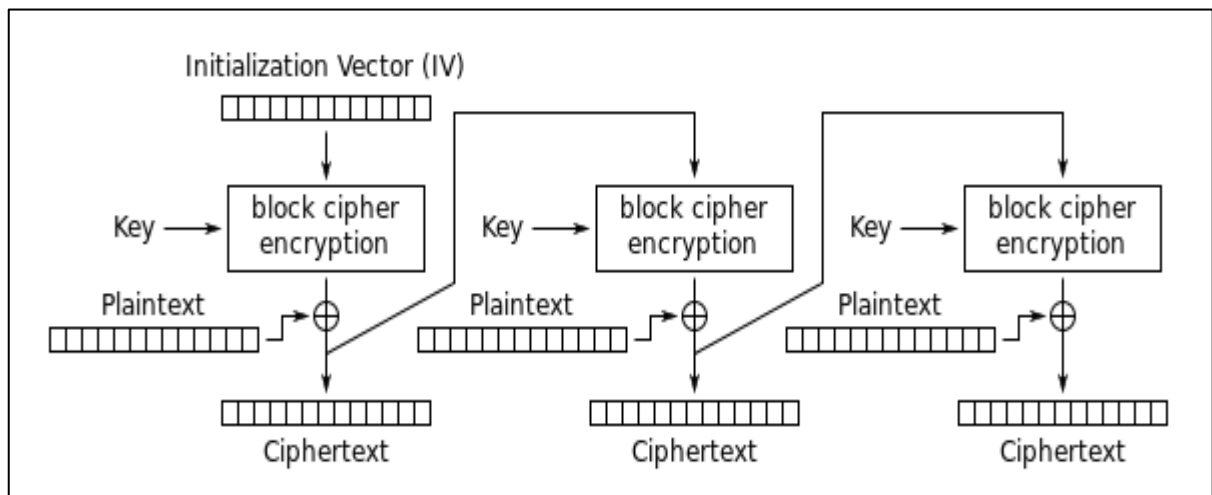 Initialization Vector (IV)
Key
block cipher
encryption
Key
block cipher
encryption
Key
block cipher
encryption
Plaintext
Plaintext
Plaintext
Ciphertext
Ciphertext
Ciphertext